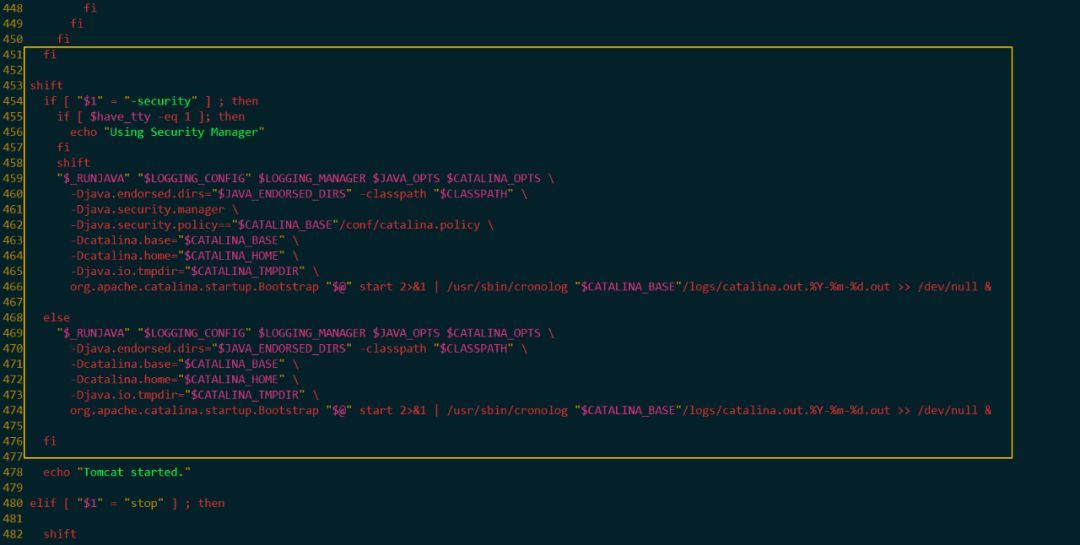 448         fi
449       fi
450     fi
451   fi
452
453 shift
454   if [ "$1" = "-security" ] ; then
455     if [ $have_tty -eq 1 ]; then
456       echo "Using Security Manager"
457     fi
458     shift
459     "$_RUNJAVA" "$LOGGING_CONFIG" $LOGGING_MANAGER $JAVA_OPTS $CATALINA_OPTS \
460       -Djava.endorsed.dirs="$JAVA_ENDORSED_DIRS" -classpath "$CLASSPATH" \
461       -Djava.security.manager \
462       -Djava.security.policy=="$CATALINA_BASE"/conf/catalina.policy \
463       -Dcatalina.base="$CATALINA_BASE" \
464       -Dcatalina.home="$CATALINA_HOME" \
465       -Djava.io.tmpdir="$CATALINA_TMPDIR" \
466       org.apache.catalina.startup.Bootstrap "$@" start 2>&1 | /usr/sbin/cronolog "$CATALINA_BASE"/logs/catalina.out.%Y-%m-%d.out >> /dev/null &
467
468   else
469     "$_RUNJAVA" "$LOGGING_CONFIG" $LOGGING_MANAGER $JAVA_OPTS $CATALINA_OPTS \
470       -Djava.endorsed.dirs="$JAVA_ENDORSED_DIRS" -classpath "$CLASSPATH" \
471       -Dcatalina.base="$CATALINA_BASE" \
472       -Dcatalina.home="$CATALINA_HOME" \
473       -Djava.io.tmpdir="$CATALINA_TMPDIR" \
474       org.apache.catalina.startup.Bootstrap "$@" start 2>&1 | /usr/sbin/cronolog "$CATALINA_BASE"/logs/catalina.out.%Y-%m-%d.out >> /dev/null &
475
476   fi
477
478   echo "Tomcat started."
479
480 elif [ "$1" = "stop" ] ; then
481
482   shift